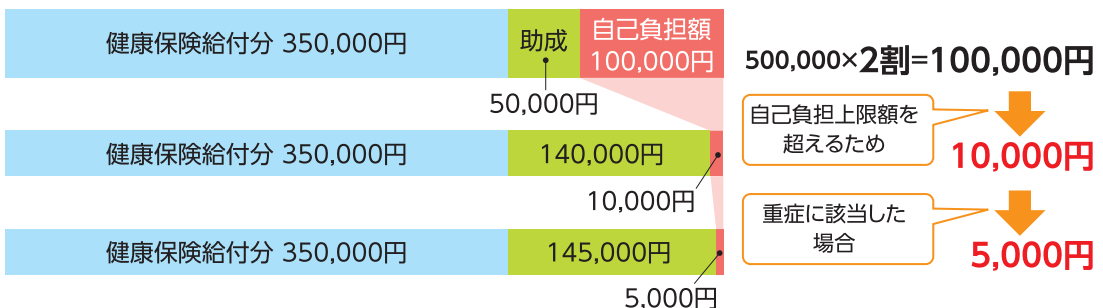 健康保険給付分 350,000円
助成
自己負担額
100,000円
50,000円
500,000×2割=100,000円
自己負担上限額を
超えるため
10,000円
健康保険給付分 350,000円
140,000円
10,000円
重症に該当した
場合
5,000円
健康保険給付分 350,000円
145,000円
5,000円